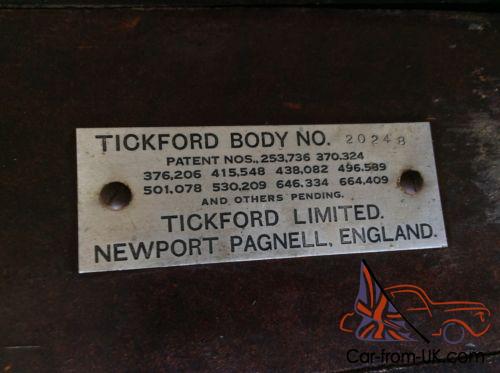 TICKFORD BODY NO. 20248
PATENT NOS., 253,736 370,324
376,206 415,548 438,082 496,589
501,078 530,209 646,334 664,409
AND OTHERS PENDING.
TICKFORD LIMITED.
NEWPORT PAGNELL, ENGLAND.
Car-from-UK.com